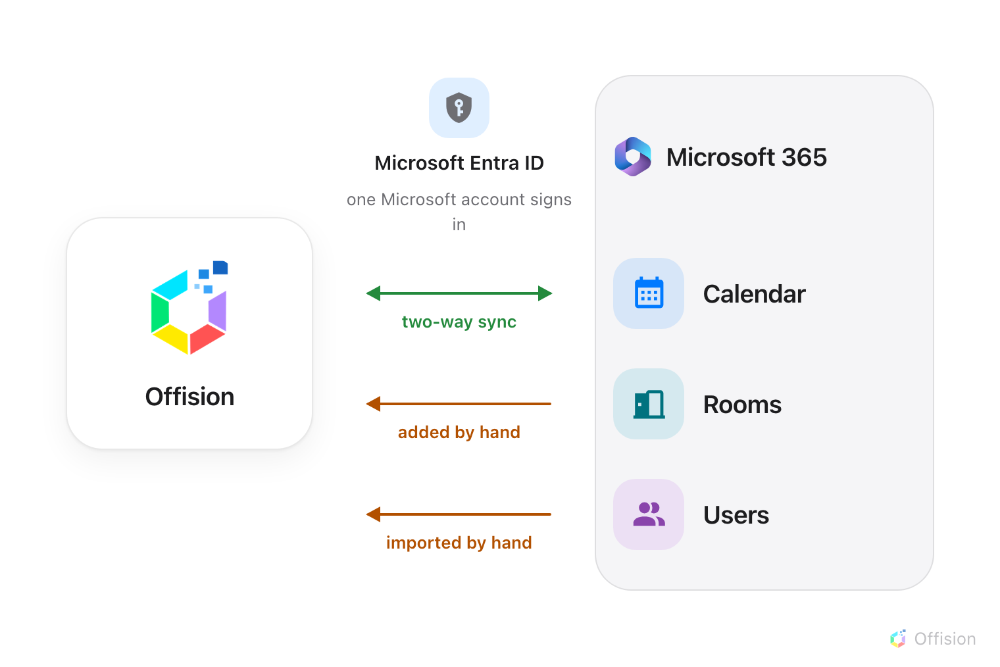 Microsoft Entra ID
one Microsoft account signs
in
Microsoft 365
Offision
two-way sync
Calendar
added by hand
Rooms
imported by hand
Users
Offision